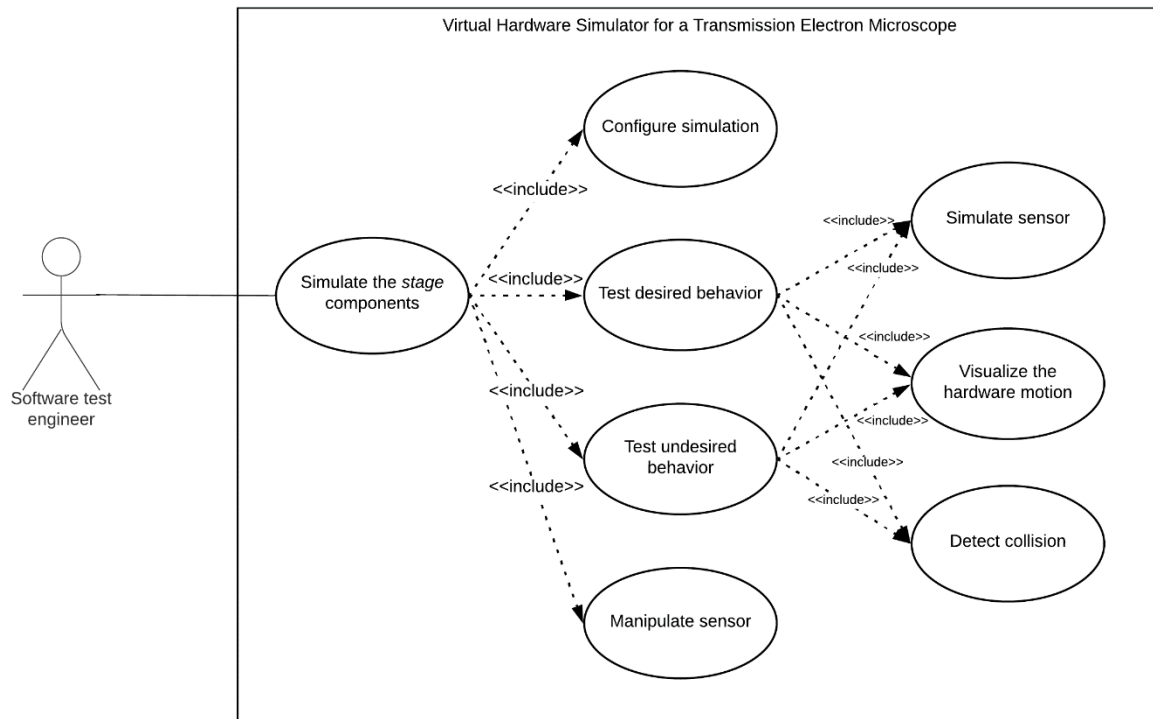 Virtual Hardware Simulator for a Transmission Electron Microscope
Configure simulation
<<include>>
Simulate sensor
<<include>>
<<include>>
Simulate the stage
components
<<include>>
Test desired behavior
<<include>>
Visualize the
hardware motion
Software test
engineer
<<include>>
<<include>>
Test undesired
behavior
<<include>>
<<include>>
<<include>>
Detect collision
Manipulate sensor